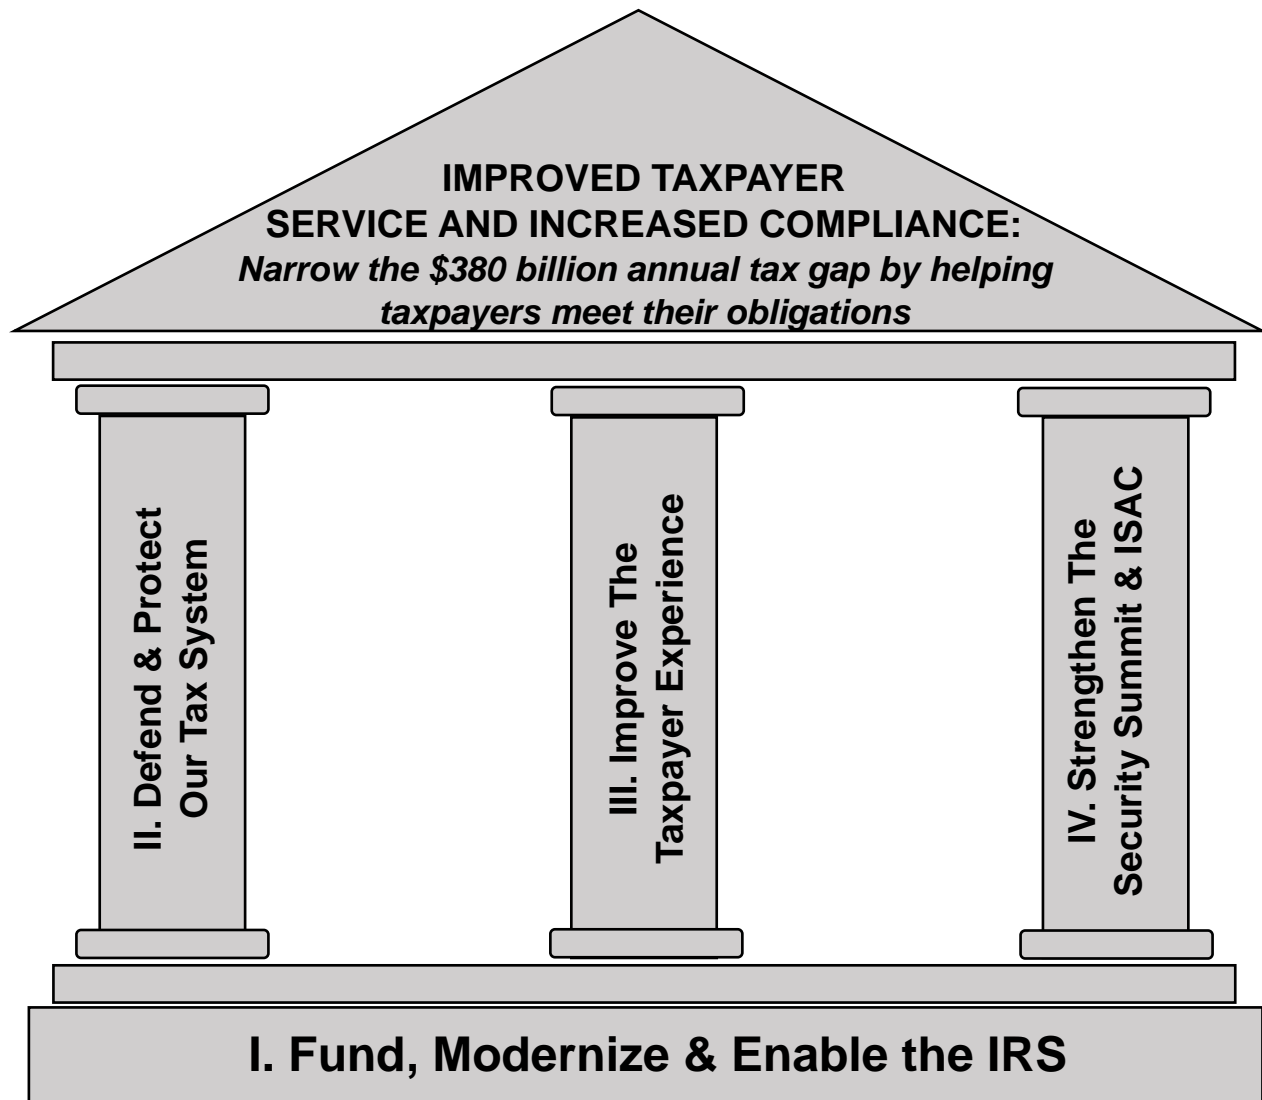 IMPROVED TAXPAYER
SERVICE AND INCREASED COMPLIANCE:
Narrow the $380 billion annual tax gap by helping
taxpayers meet their obligations
II. Defend & Protect
Our Tax System
III. Improve The
Taxpayer Experience
IV. Strengthen The
Security Summit & ISAC
I. Fund, Modernize & Enable the IRS